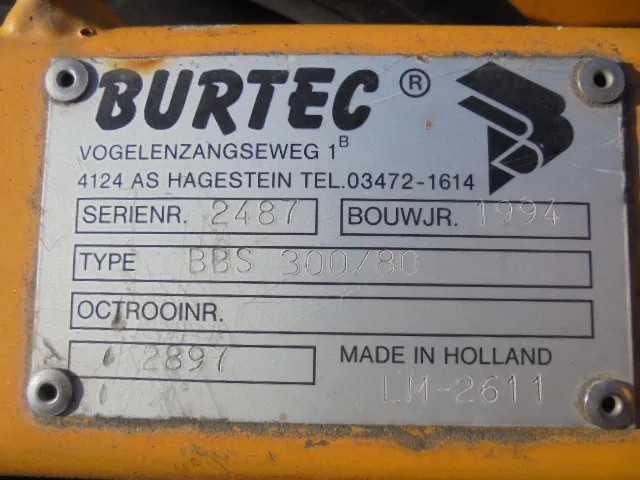 BURTEC ®
VOGELENZANGSEWEG 1B
4124 AS HAGESTEIN TEL.03472-1614
SERIENR. 2487 BOUWJR. 1994
TYPE BBS 300/80
OCTROOINR.
2897 MADE IN HOLLAND
LM-2611